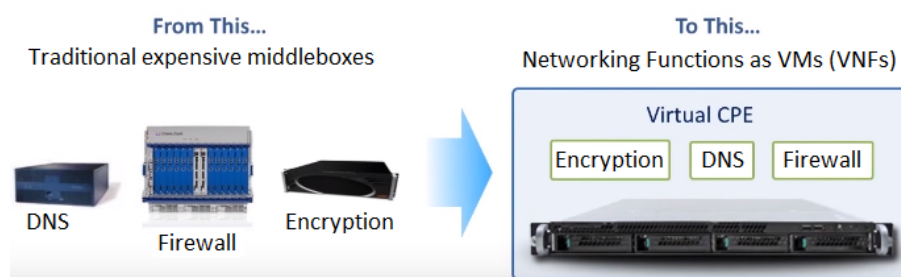 From This...
Traditional expensive middleboxes
DNS
Firewall
Encryption
To This...
Networking Functions as VMs (VNFs)
Virtual CPE
Encryption
DNS
Firewall